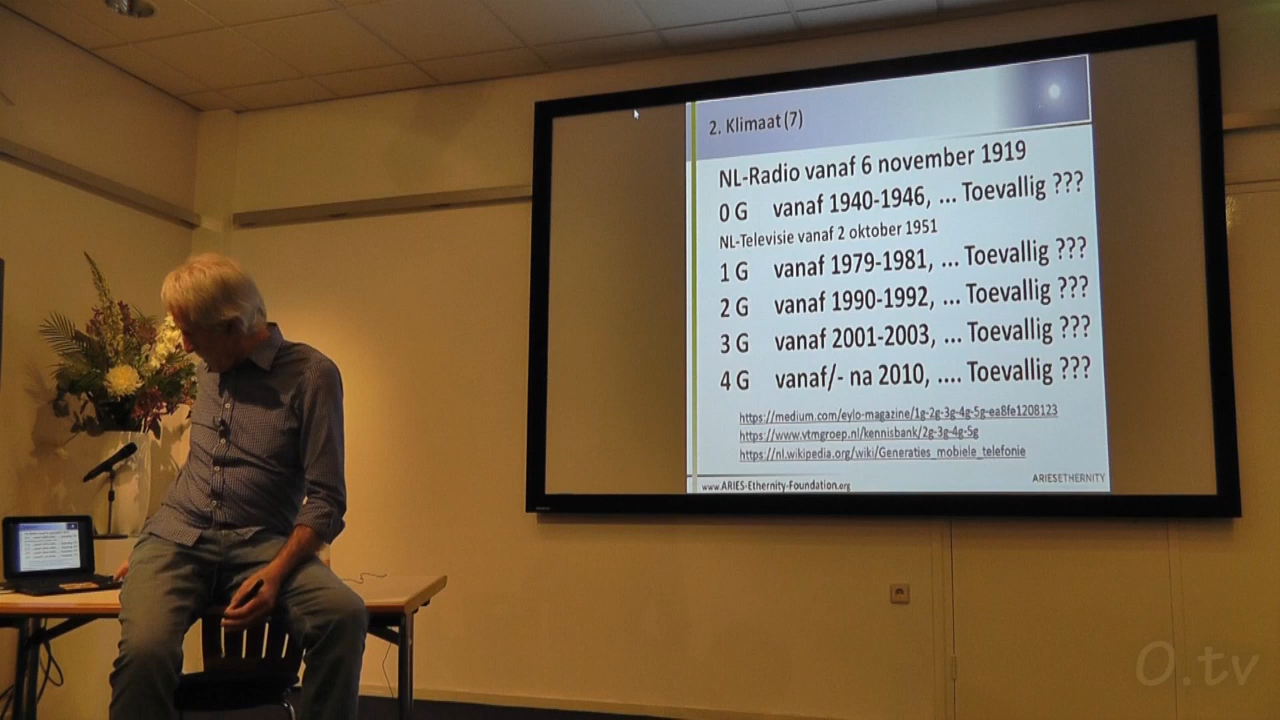 2. Klimaat (7)
NL-Radio vanaf 6 november 1919
0 G vanaf 1940-1946, ... Toevallig ???
NL-Televisie vanaf 2 oktober 1951
1 G vanaf 1979-1981, ... Toevallig ???
2 G vanaf 1990-1992, ... Toevallig ???
3 G vanaf 2001-2003, ... Toevallig ???
4 G vanaf/- na 2010, .... Toevallig ???
https://medium.com/eylo-magazine/1g-2g-3g-4g-5g-ea8fe1208123
https://www.vtmgroep.nl/kennisbank/2g-3g-4g-5g
https://nl.wikipedia.org/wiki/Generaties_mobiele_telefonie
www.ARIES-Ethernity-Foundation.org
ARIESETHERNITY
O.tv